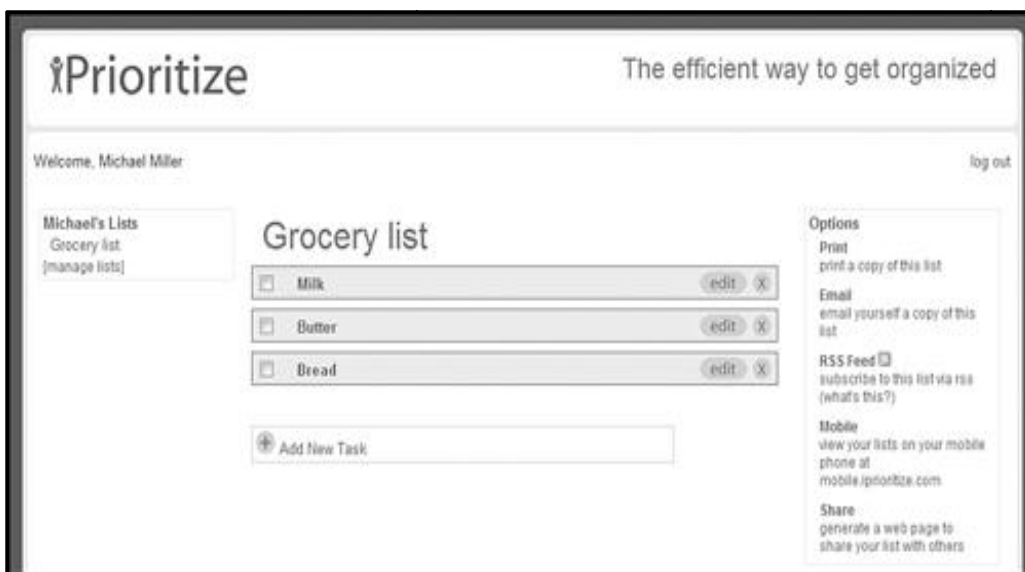 iPrioritize
The efficient way to get organized
Welcome, Michael Miller
log out
Michael's Lists
Grocery list
[manage lists]
Grocery list
Milk edit X
Butter edit X
Bread edit X
Add New Task
Options
Print
print a copy of this list
Email
email yourself a copy of this
list
RSS Feed
subscribe to this list via rss
(what's this?)
Mobile
view your lists on your mobile
phone at
mobile.iprioritize.com
Share
generate a web page to
share your list with others